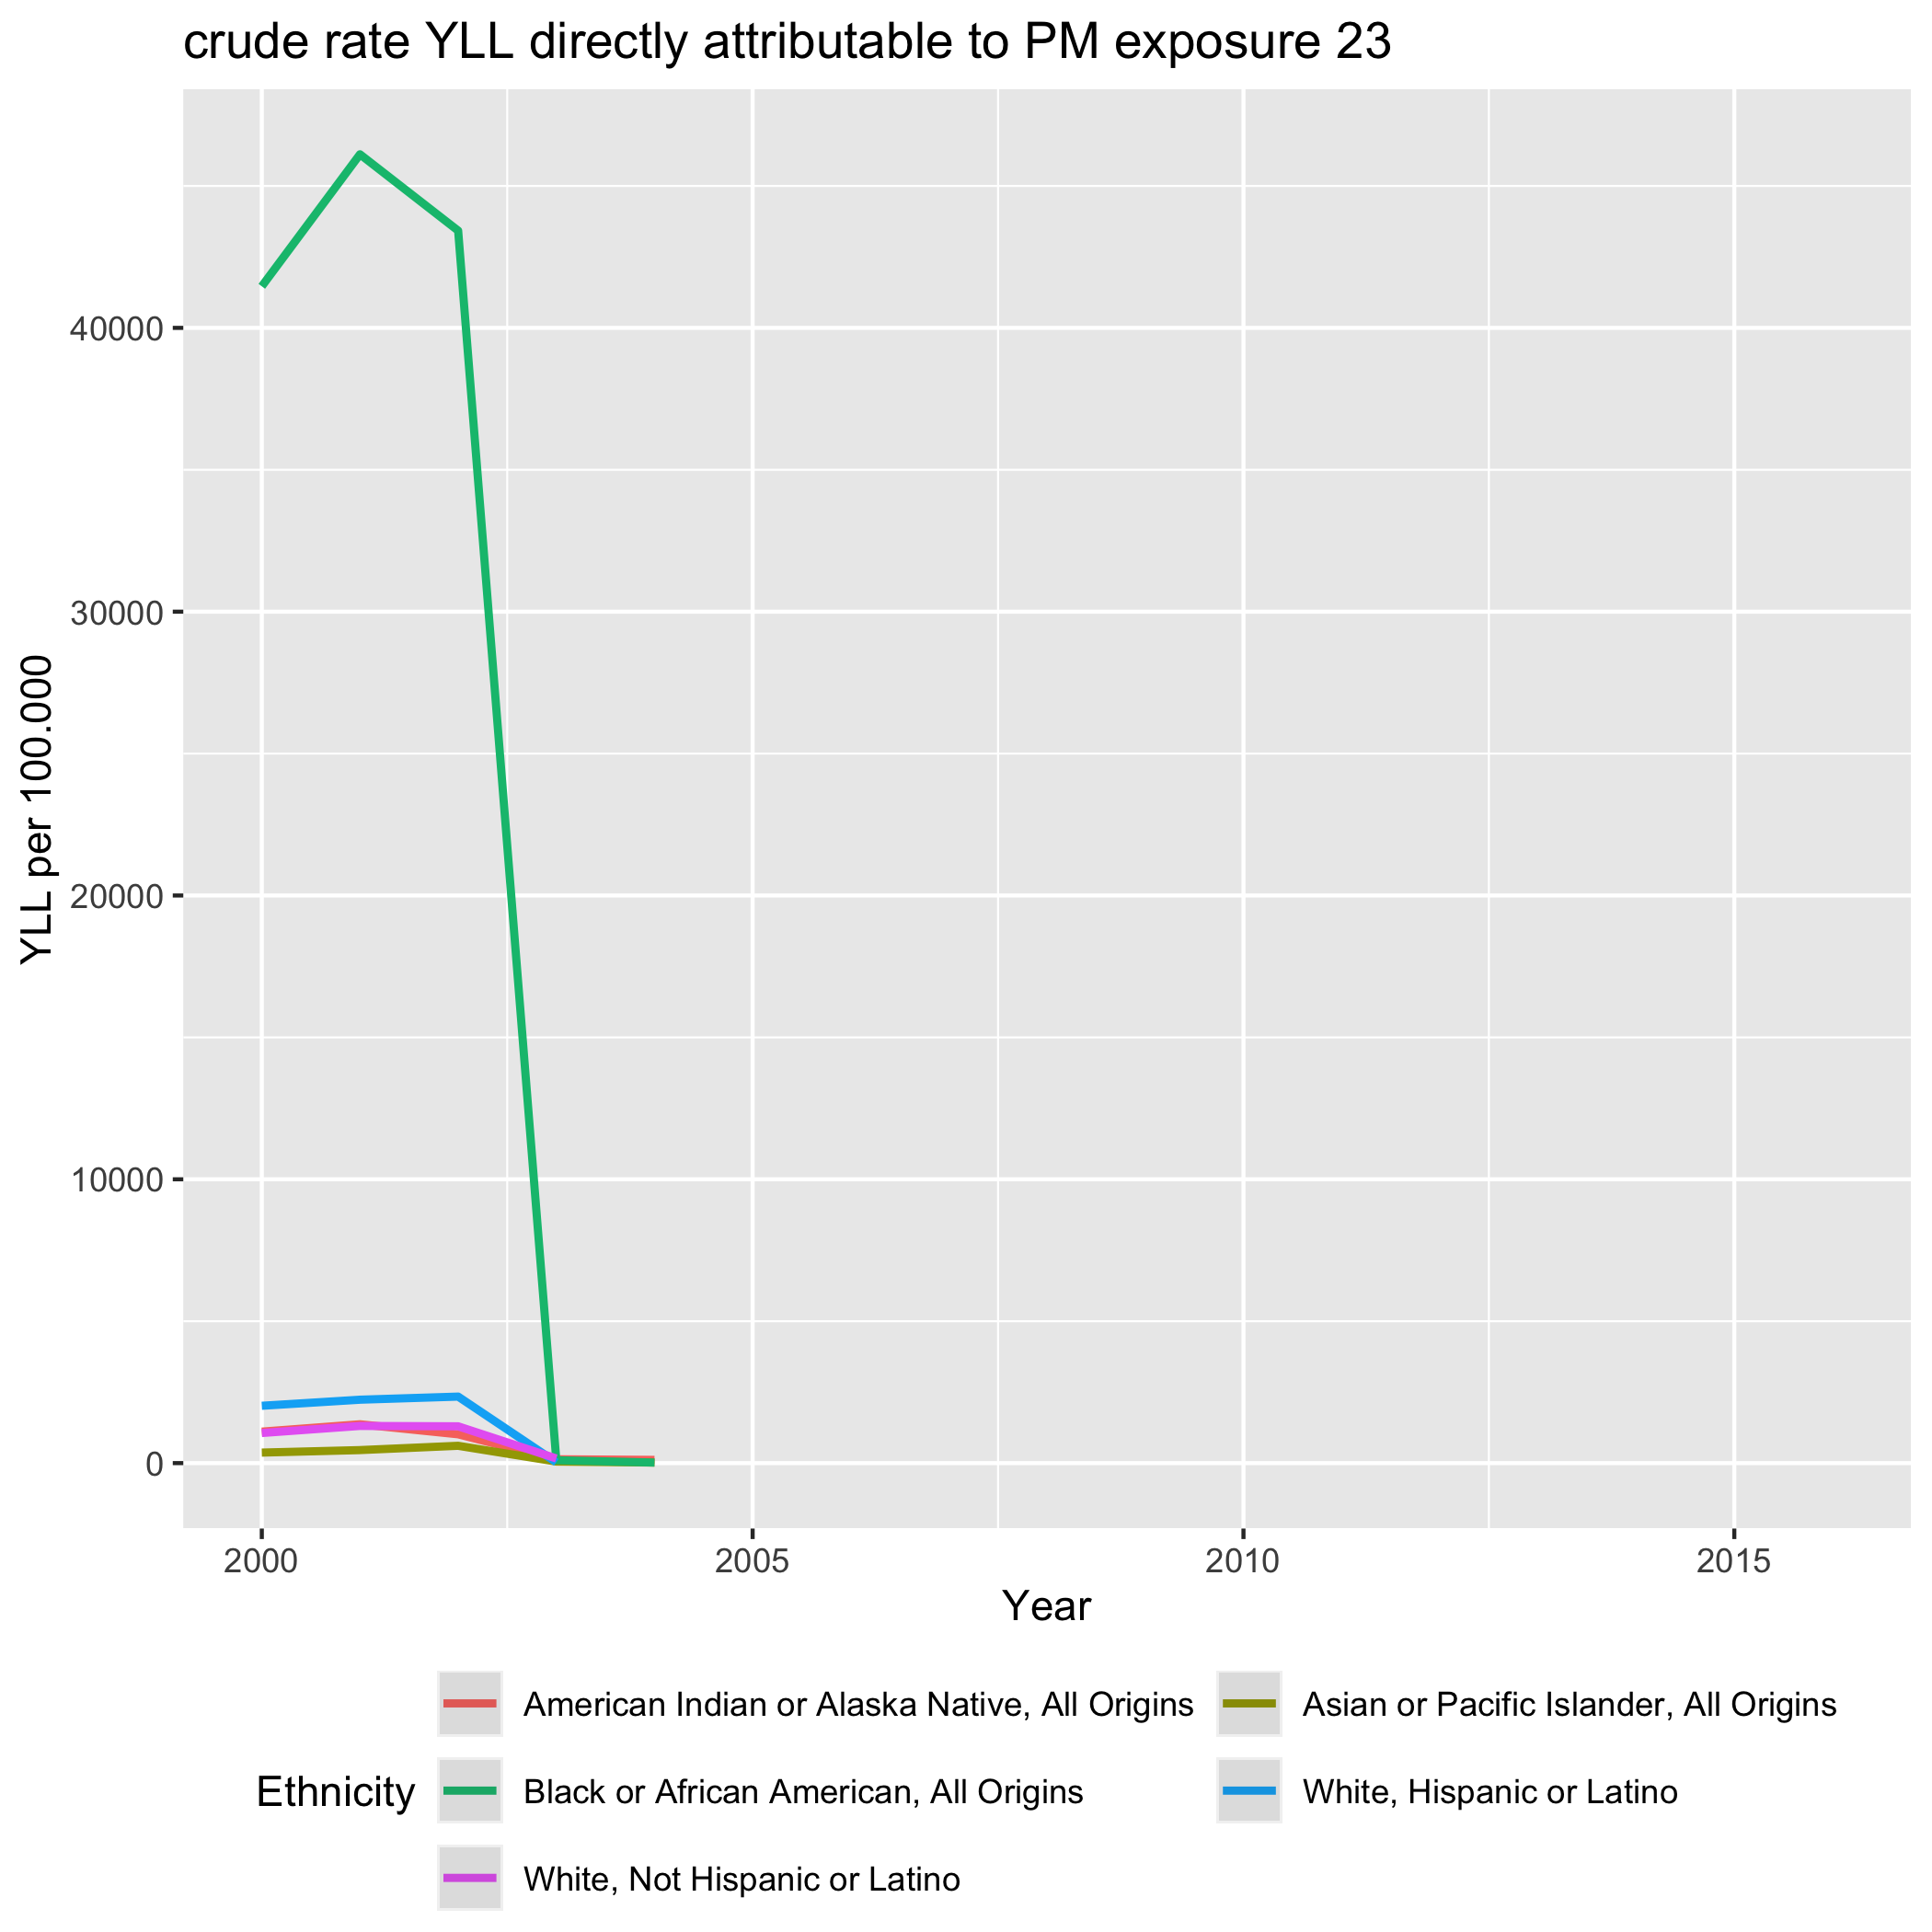 crude rate YLL directly attributable to PM exposure 23
YLL per 100.000
40000
30000
20000
10000
0
2000 2005 2010 2015
Year
Ethnicity
American Indian or Alaska Native, All Origins
Asian or Pacific Islander, All Origins
Black or African American, All Origins
White, Hispanic or Latino
White, Not Hispanic or Latino